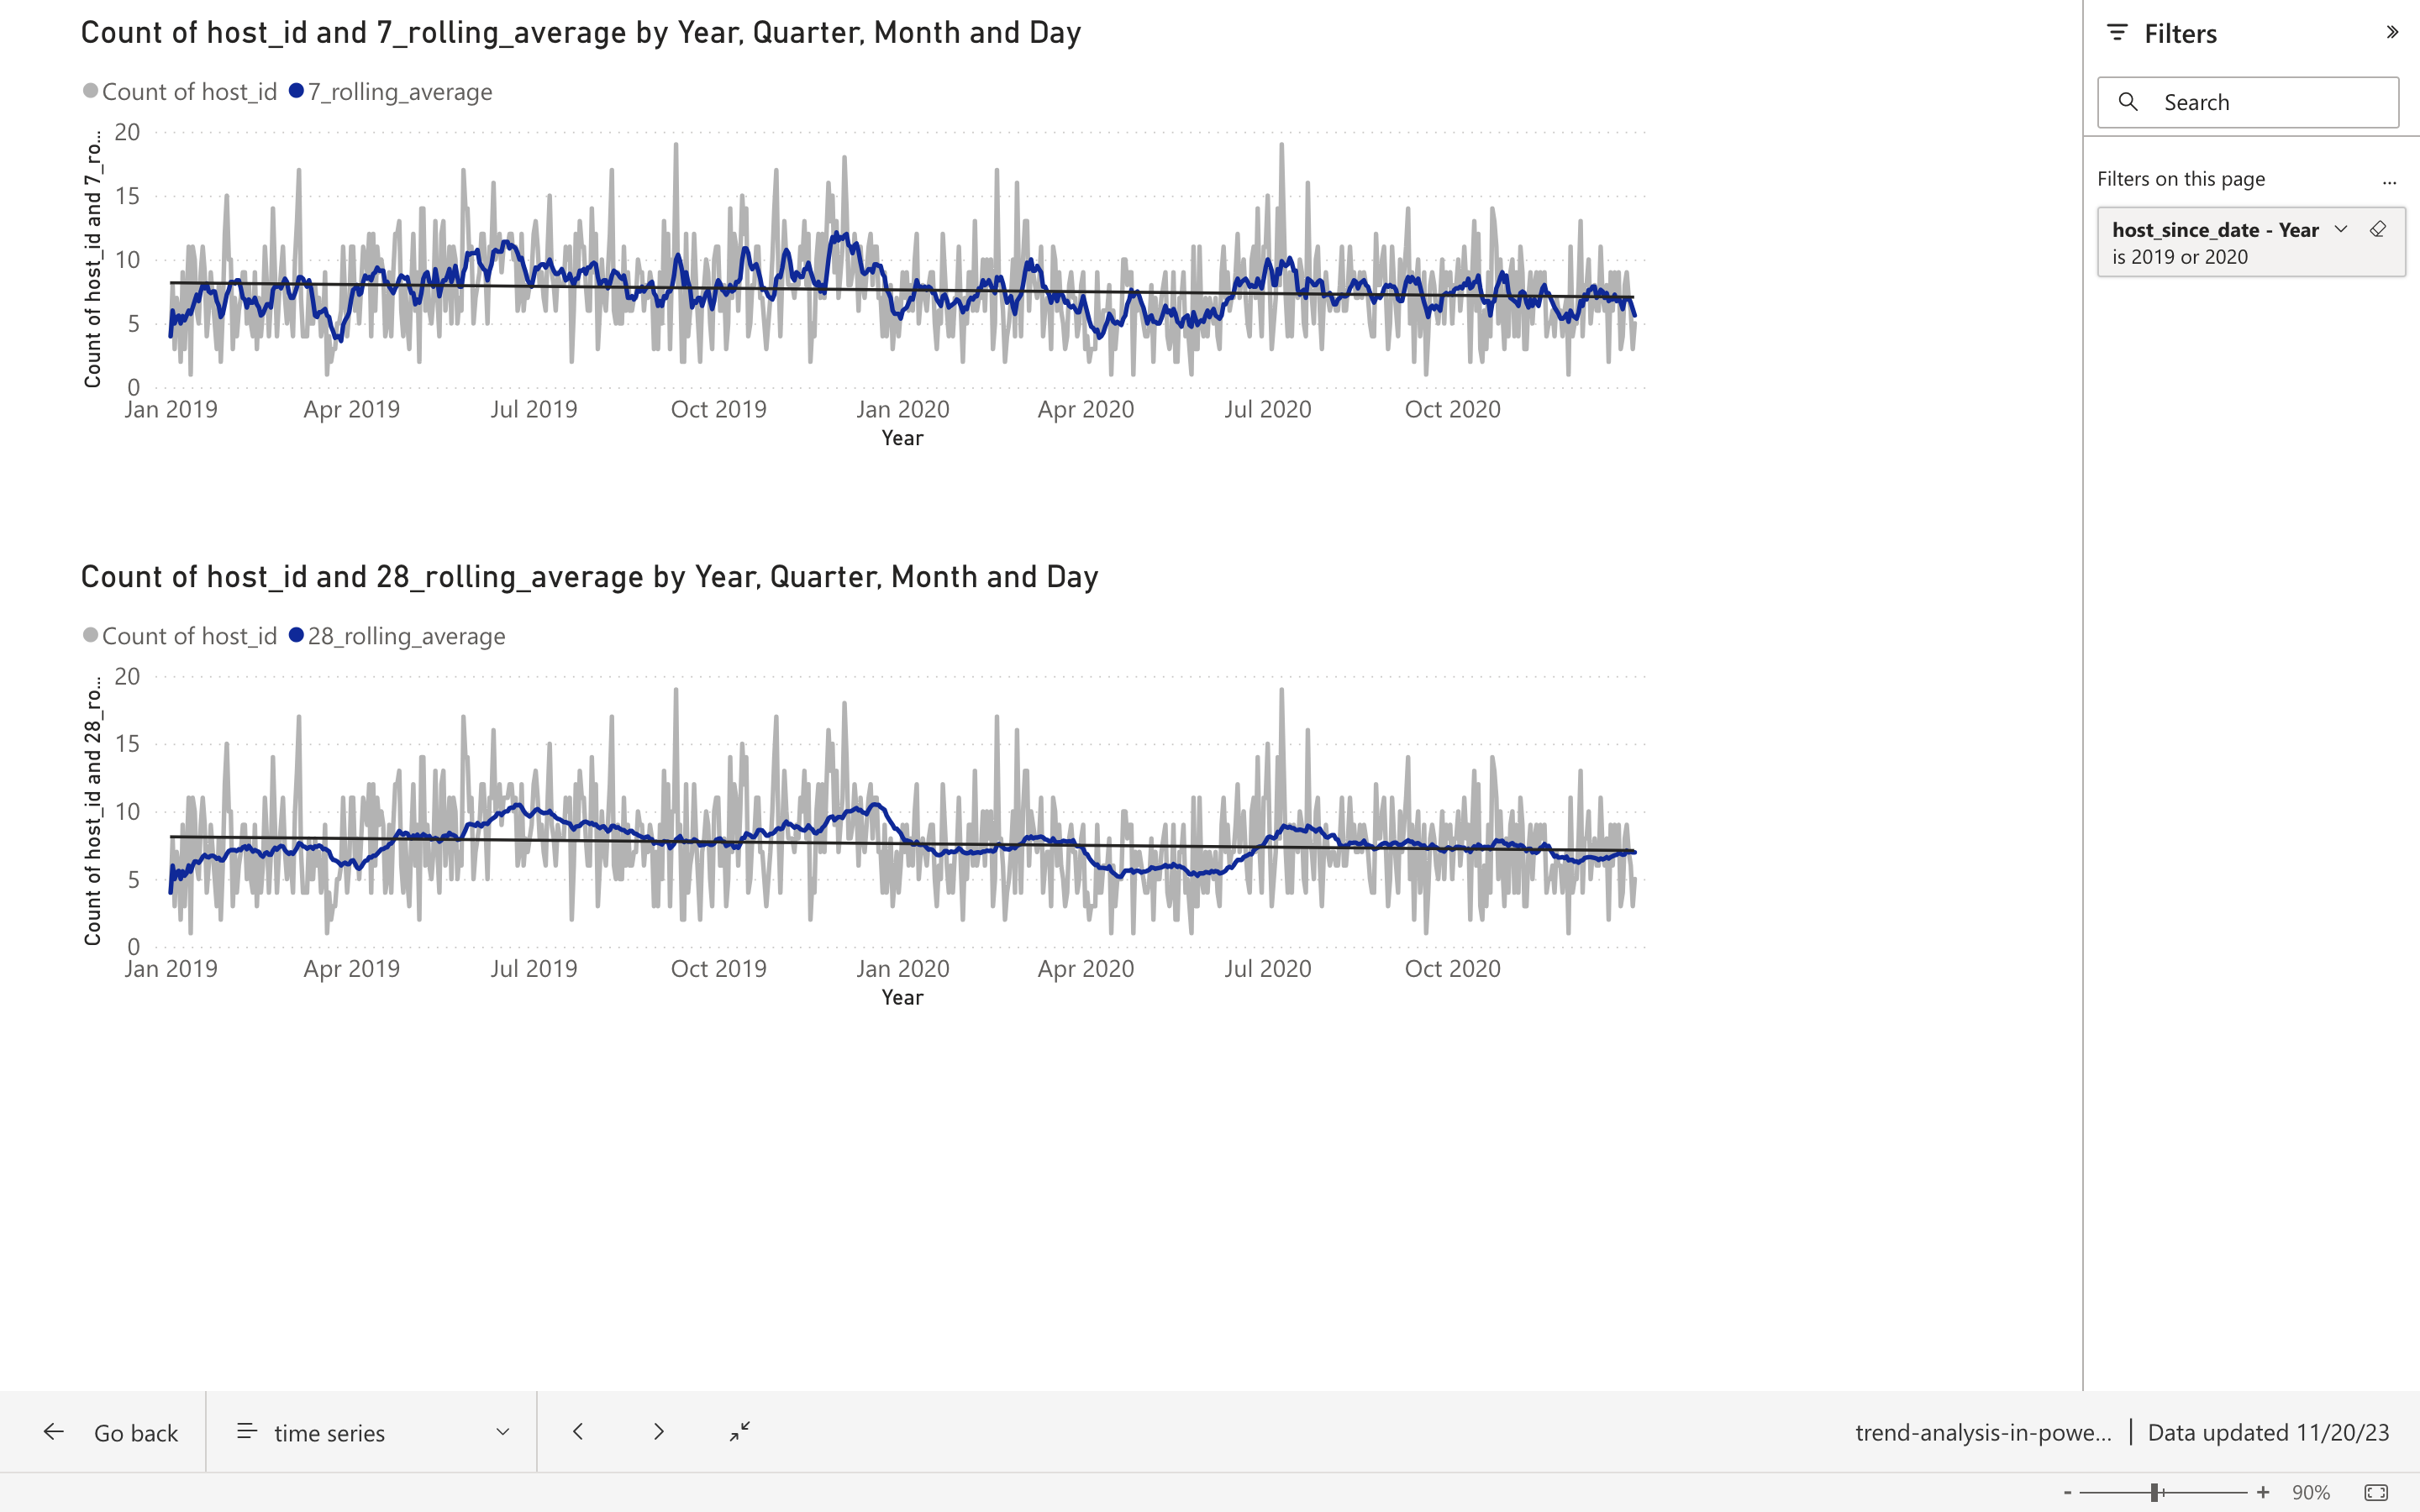 Count of host_id and 7_rolling_average by Year, Quarter, Month and Day
Count of host_id 7_rolling_average
Count of host_id and 7_ro...
20
15
10
5
0
Jan 2019 Apr 2019 Jul 2019 Oct 2019 Jan 2020 Apr 2020 Jul 2020 Oct 2020
Year
Count of host_id and 28_rolling_average by Year, Quarter, Month and Day
Count of host_id 28_rolling_average
Count of host_id and 28_ro...
20
15
10
5
0
Jan 2019 Apr 2019 Jul 2019 Oct 2019 Jan 2020 Apr 2020 Jul 2020 Oct 2020
Year
Filters
Search
Filters on this page ...
host_since_date - Year
is 2019 or 2020
Go back time series trend-analysis-in-powe... | Data updated 11/20/23
- + 90%